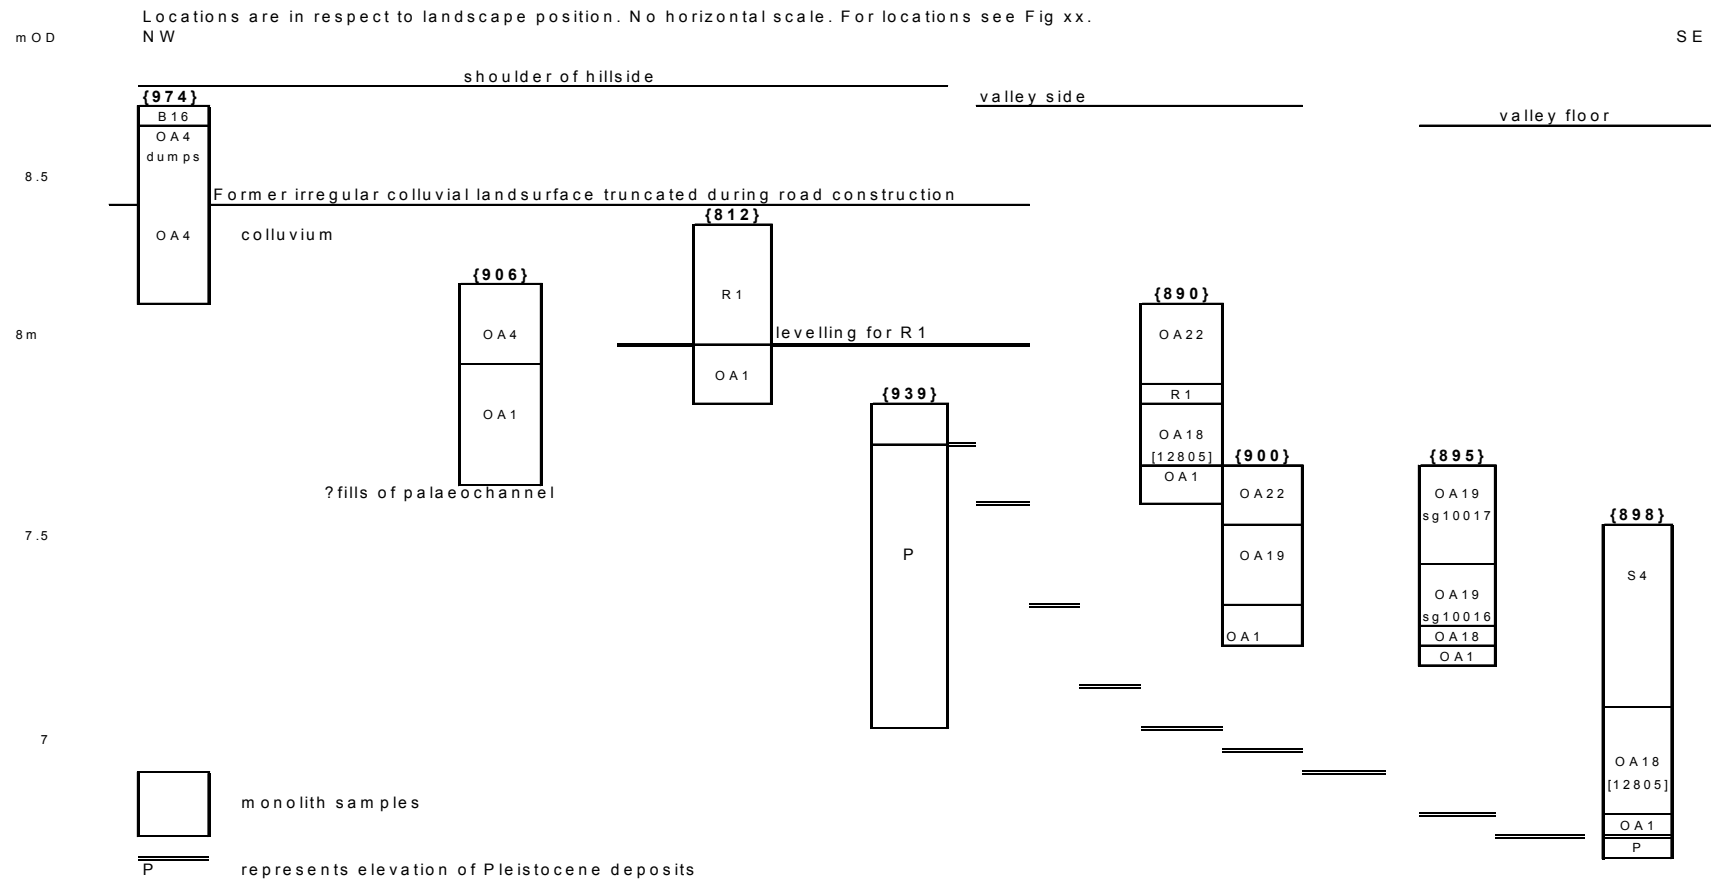 Locations are in respect to landscape position. No horizontal scale. For locations see Fig xx.
mOD NW SE
shoulder of hillside
{974}
valley side
B16
valley floor
OA4
dumps
8.5
Former irregular colluvial landsurface truncated during road construction
{812}
OA4 colluvium
{906}
R1
{890}
8m OA4 levelling for R1 OA22
OA1
{939} R1
OA1
OA18
[12805] {900} {895}
OA1
?fills of palaeochannel OA22 OA19
sg10017 {898}
7.5
P OA19
S4
OA19
sg10016
OA1 OA18
OA1
7
OA18
[12805]
monolith samples
OA1
P
P represents elevation of Pleistocene deposits